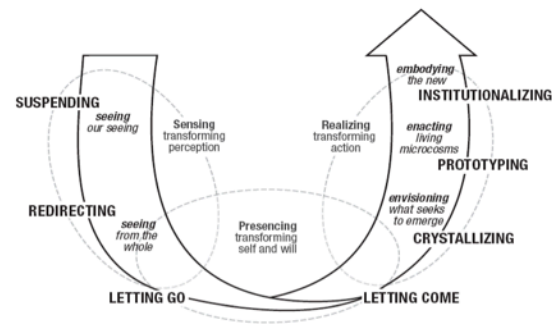 SUSPENDING
seeing
our seeing
Sensing
transforming
perception
REDIRECTING
seeing
from the
whole
LETTING GO
Presencing
transforming
self and will
LETTING COME
Realizing
transforming
action
embodying
the new
INSTITUTIONALIZING
enacting
living
microcosms
PROTOTYPING
envisioning
what seeks
to emerge
CRYSTALLIZING